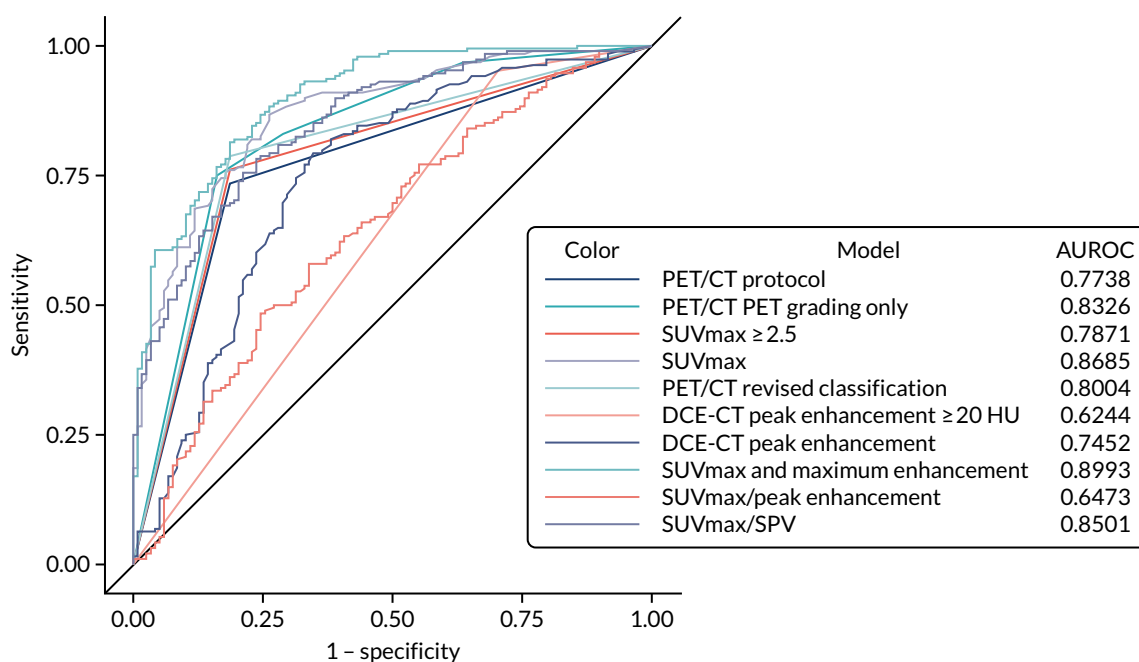 1.00
0.75
0.50
0.25
0.00
Sensitivity
0.00 0.25 0.50 0.75 1.00
1 – specificity
Color Model AUROC
PET/CT protocol 0.7738
PET/CT PET grading only 0.8326
SUVmax ≥2.5 0.7871
SUVmax 0.8685
PET/CT revised classification 0.8004
DCE-CT peak enhancement ≥20 HU 0.6244
DCE-CT peak enhancement 0.7452
SUVmax and maximum enhancement 0.8993
SUVmax/peak enhancement 0.6473
SUVmax/SPV 0.8501